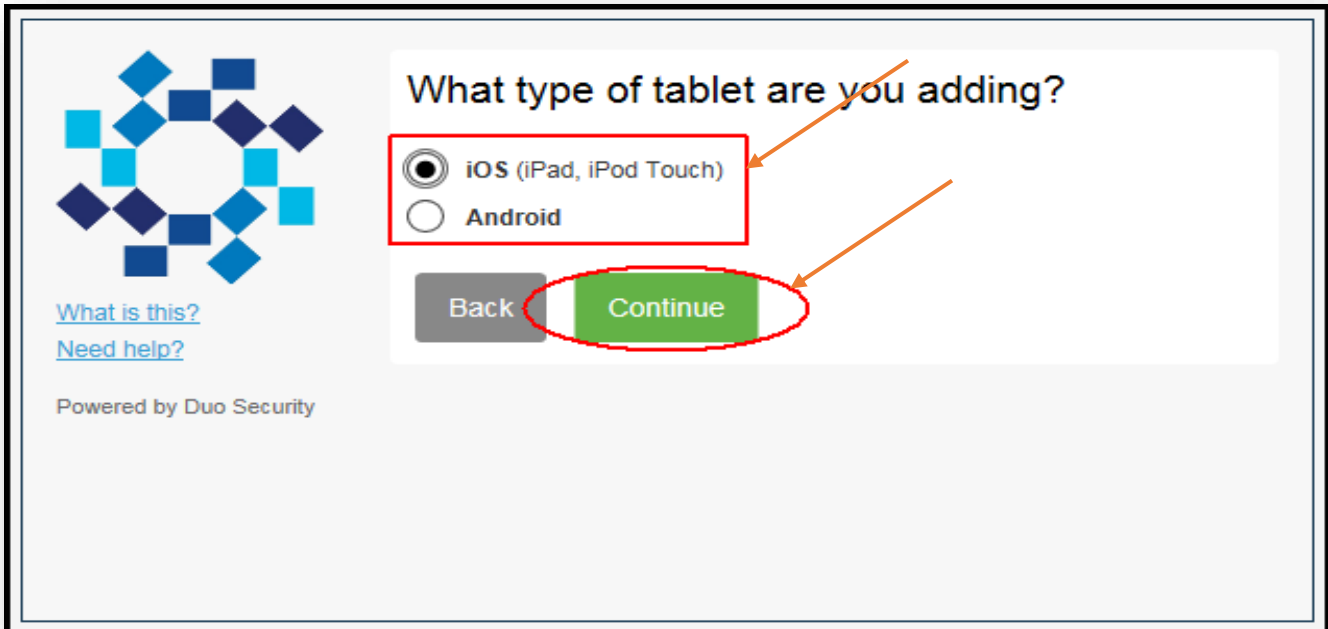 What type of tablet are you adding?
iOS (iPad, iPod Touch)
Android
Back
Continue
What is this?
Need help?
Powered by Duo Security